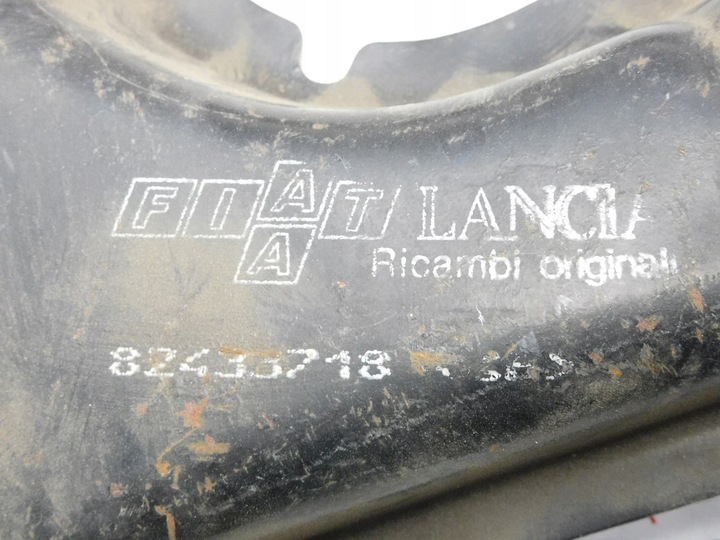 FIAT LANCIA
A
Ricambi originali
82433718